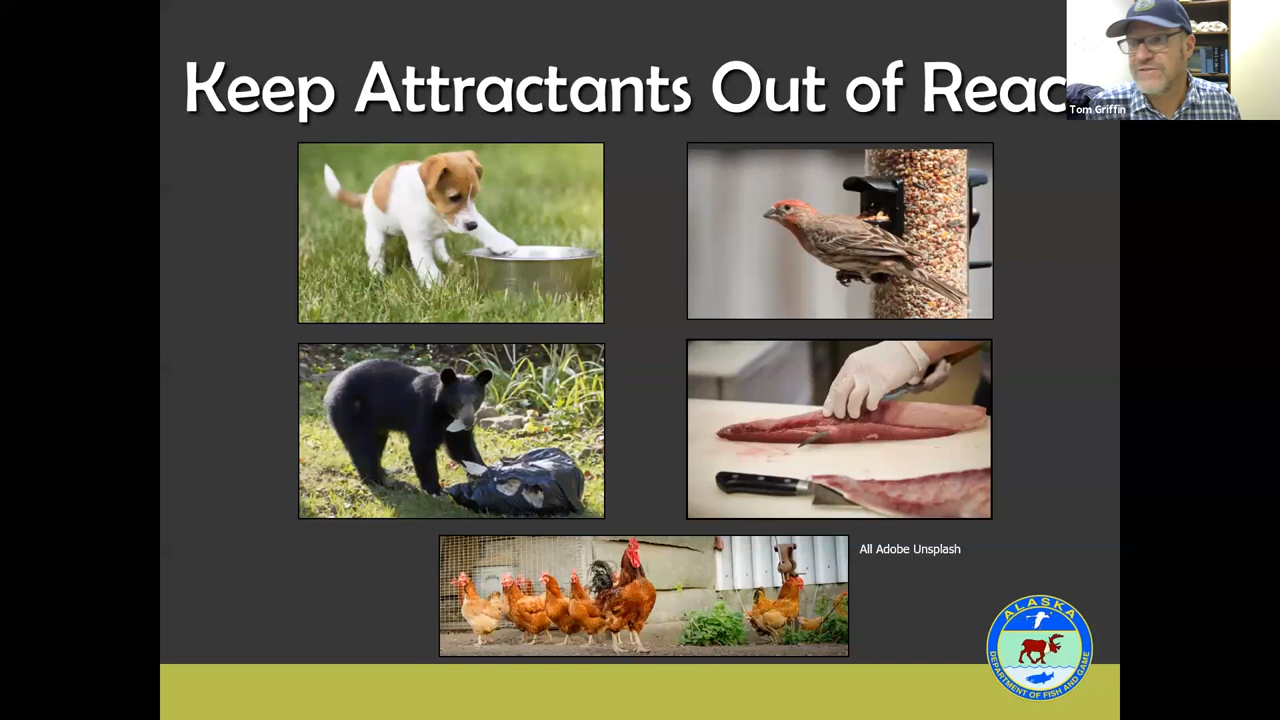 Keep Attractants Out of Reac
Tom Griffin
All Adobe Unsplash
ALASKA
DEPARTMENT OF FISH AND GAME